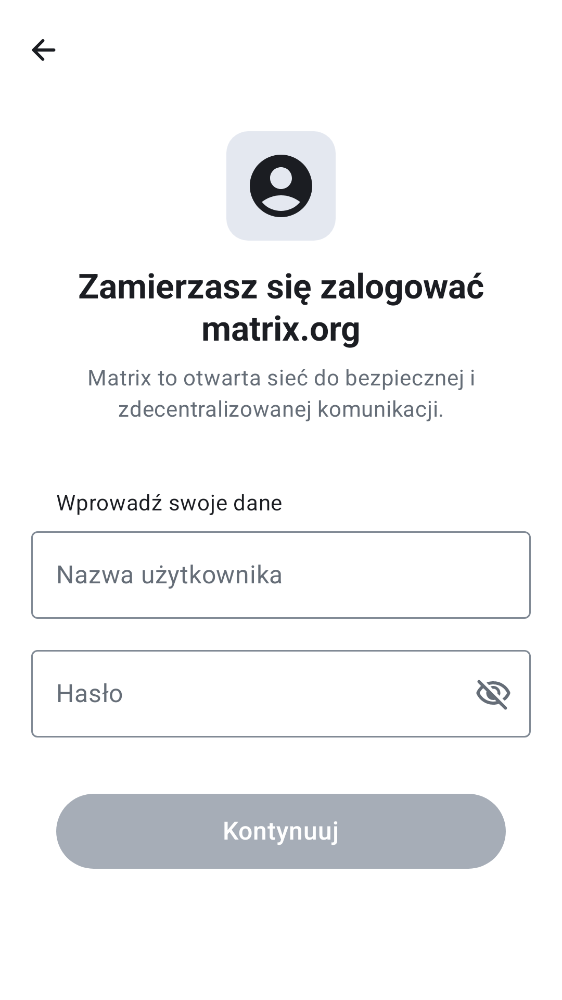 Zamierzasz się zalogować
matrix.org
Matrix to otwarta sieć do bezpiecznej i
zdecentralizowanej komunikacji.
Wprowadź swoje dane
Nazwa użytkownika
Hasło
Kontynuuj